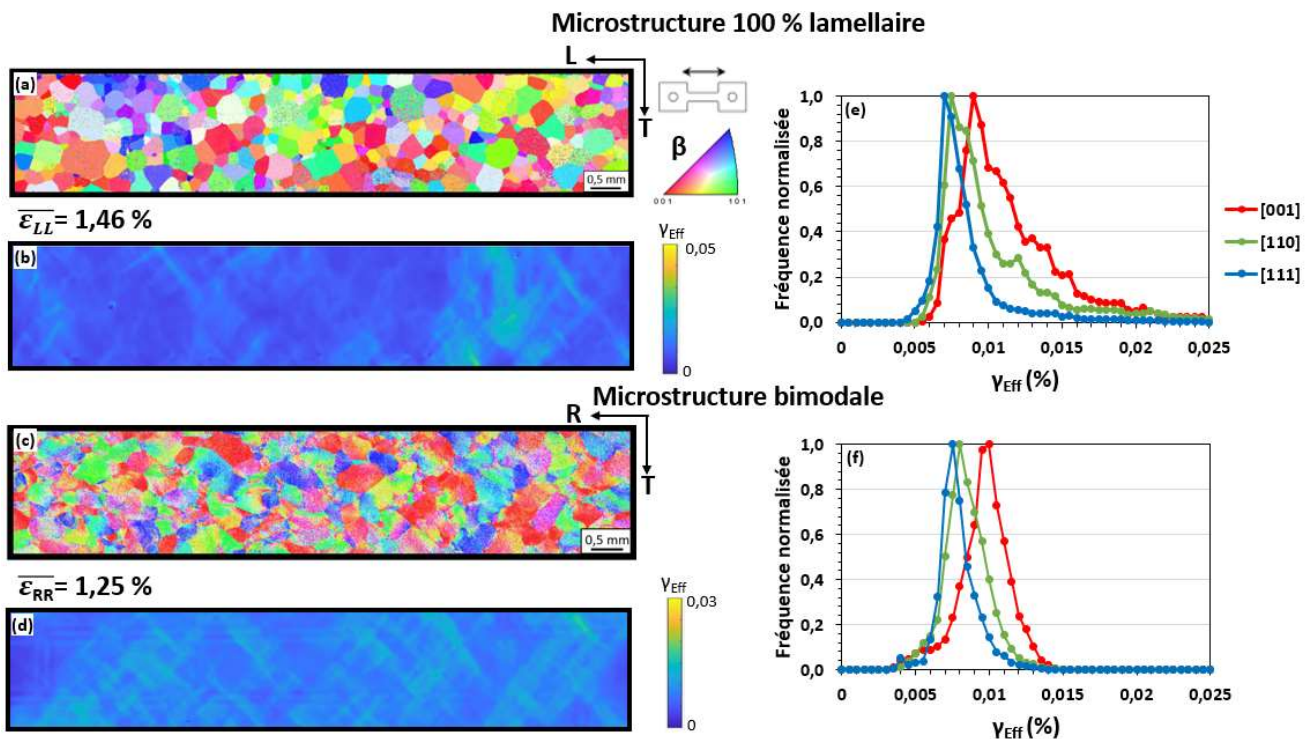 Microstructure 100 % lamellaire
L
(a)
T
β
0,5 mm
001
101
ε_LL = 1,46 %
γEff
0,05
(b)
0
Fréquence normalisée
1,0
0,8
0,6
0,4
0,2
0,0
(e)
0
0,005
0,01
0,015
0,02
0,025
γEff (%)
[001]
[110]
[111]
Microstructure bimodale
R
(c)
T
0,5 mm
ε_RR = 1,25 %
γEff
0,03
(d)
0
Fréquence normalisée
1,0
0,8
0,6
0,4
0,2
0,0
(f)
0
0,005
0,01
0,015
0,02
0,025
γEff (%)